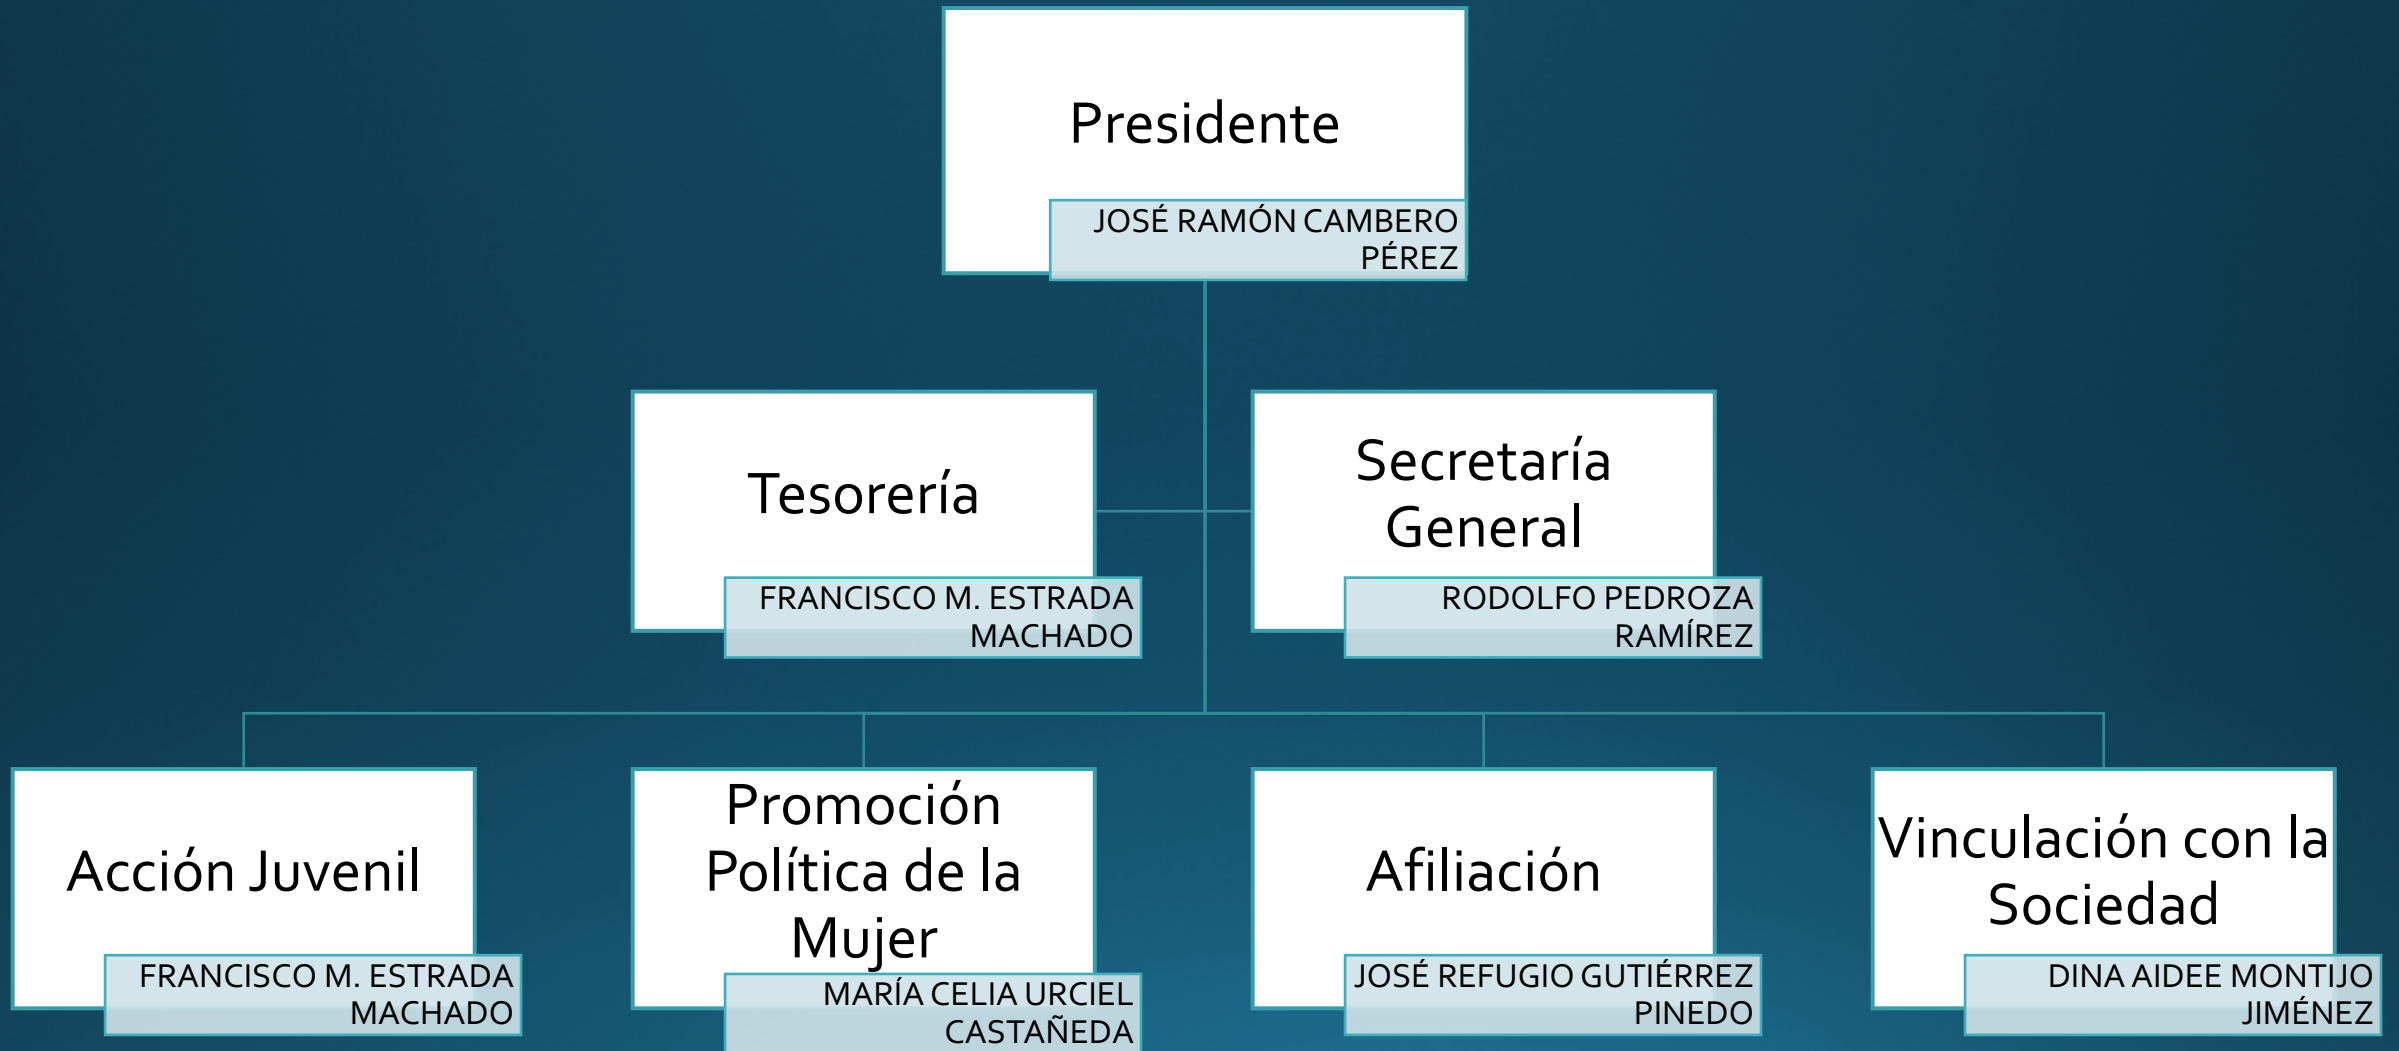 Presidente
JOSÉ RAMÓN CAMBERO
PÉREZ
Tesorería
FRANCISCO M. ESTRADA
MACHADO
Secretaría
General
RODOLFO PEDROZA
RAMÍREZ
Acción Juvenil
FRANCISCO M. ESTRADA
MACHADO
Promoción
Política de la
Mujer
MARÍA CELIA URCIEL
CASTAÑEDA
Afiliación
JOSÉ REFUGIO GUTIÉRREZ
PINEDO
Vinculación con la
Sociedad
DINA AIDEE MONTIJO
JIMÉNEZ